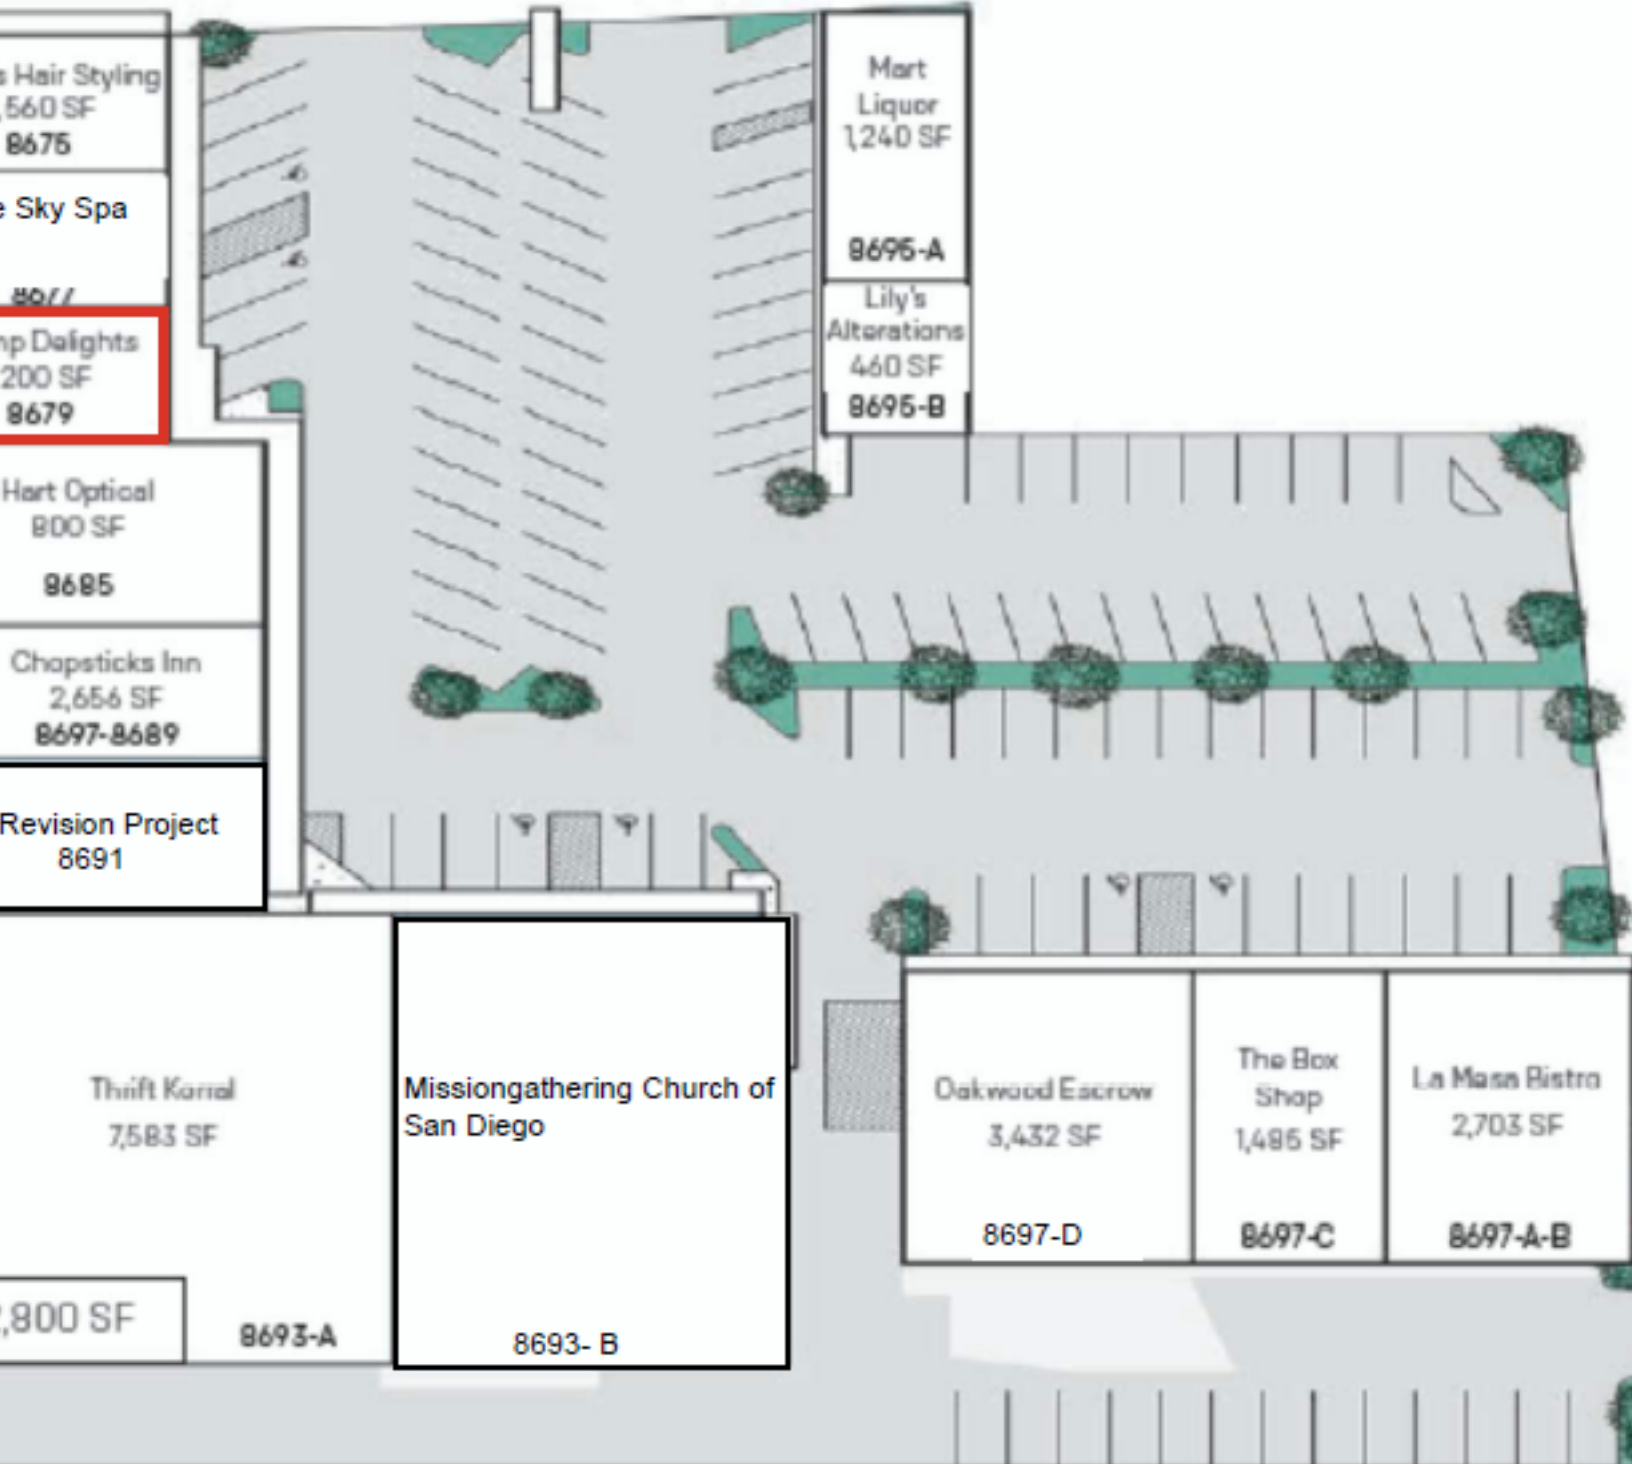 s Hair Styling
,560 SF
8675
e Sky Spa
8677
np Delights
200 SF
8679
Hart Optical
800 SF
8685
Chopsticks Inn
2,656 SF
8697-8689
Revision Project
8691
Thrift Korral
7,583 SF
,800 SF
8693-A
Missiongathering Church of
San Diego
8693- B
Mart
Liquor
1,240 SF
8695-A
Lily's
Alterations
460 SF
8695-B
Oakwood Escrow
3,432 SF
8697-D
The Box
Shop
1,485 SF
8697-C
La Mesa Bistro
2,703 SF
8697-A-B